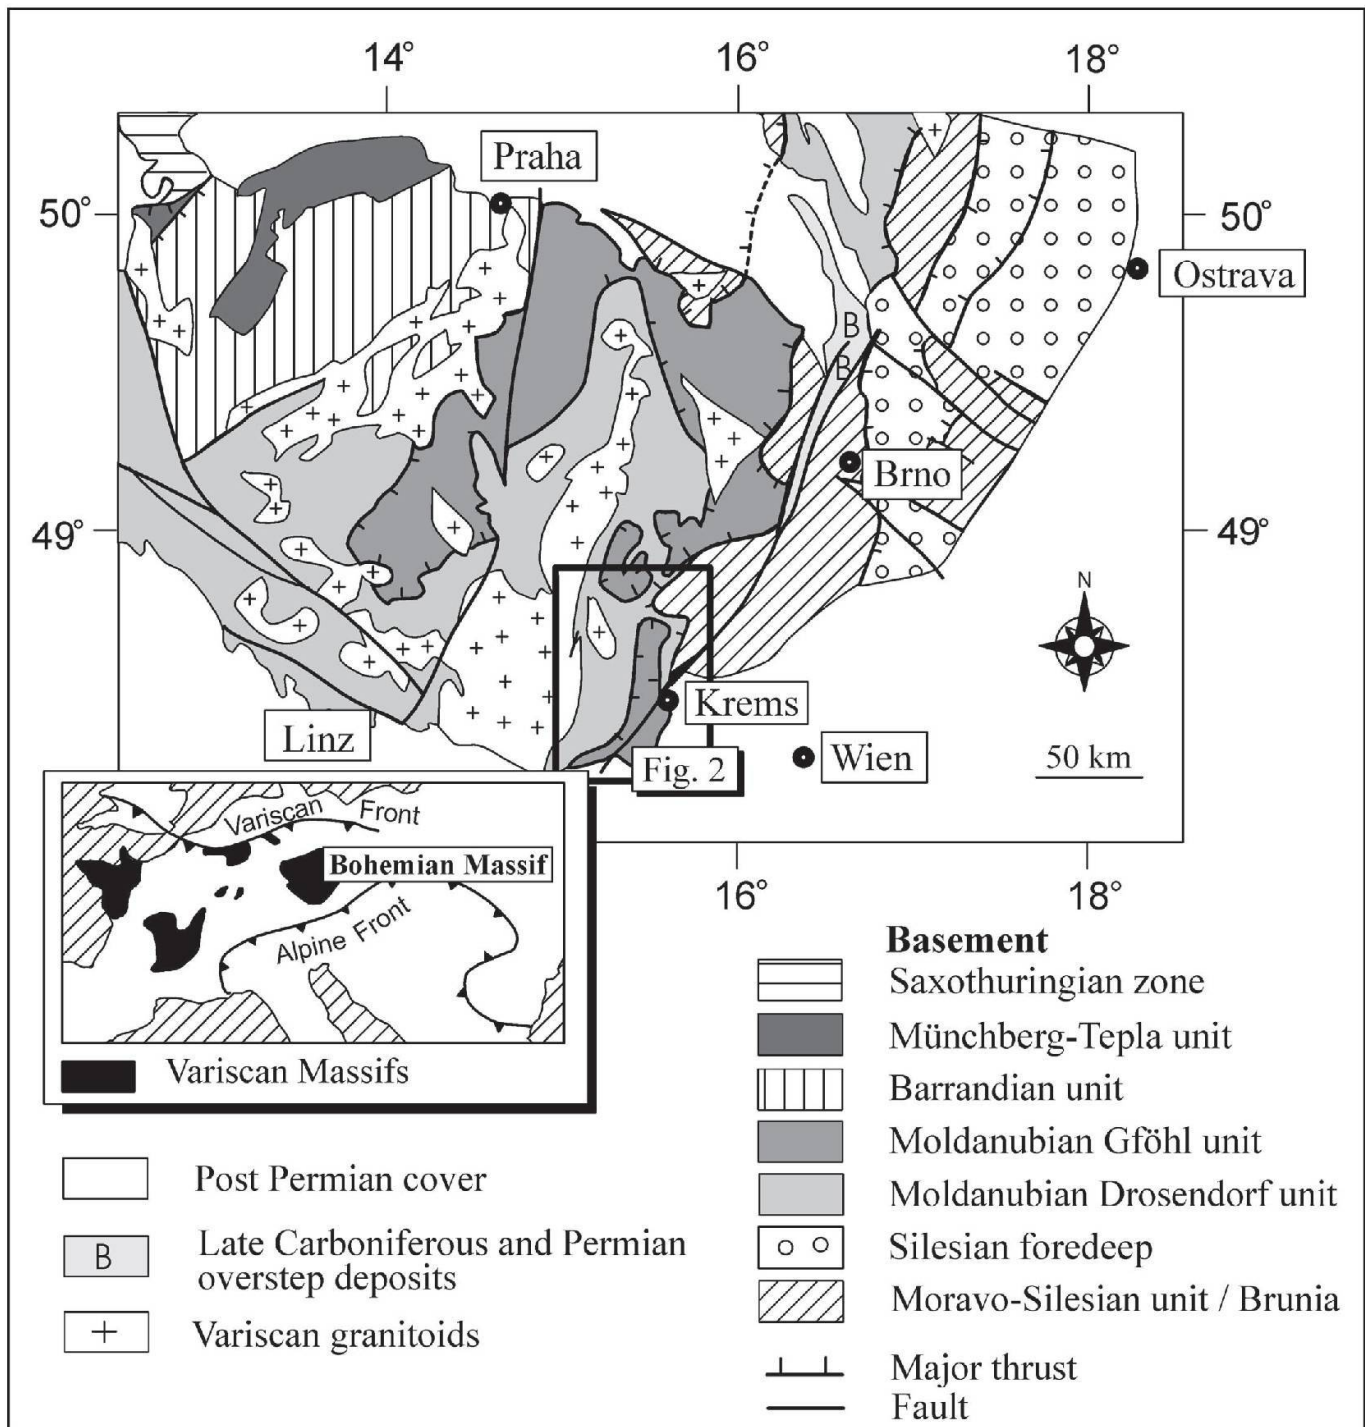 14° 16° 18°
Praha
50° 50°
Ostrava
B
B
Brno
49° 49°
N
Krems
Linz
Wien
50 km
Fig. 2
16° 18°
Variscan Front
Bohemian Massif
Alpine Front
Variscan Massifs
Post Permian cover
B Late Carboniferous and Permian
overstep deposits
Variscan granitoids
Basement
Saxothuringian zone
Münchberg-Tepla unit
Barrandian unit
Moldanubian Gföhl unit
Moldanubian Drosendorf unit
Silesian foredeep
Moravo-Silesian unit / Brunia
Major thrust
Fault